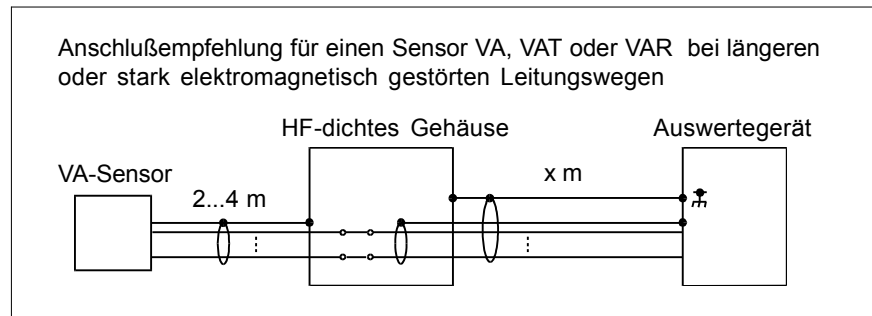 Anschlußempfehlung für einen Sensor VA, VAT oder VAR bei längeren
oder stark elektromagnetisch gestörten Leitungswegen
HF-dichtes Gehäuse
Auswertegerät
VA-Sensor
2...4 m
x m